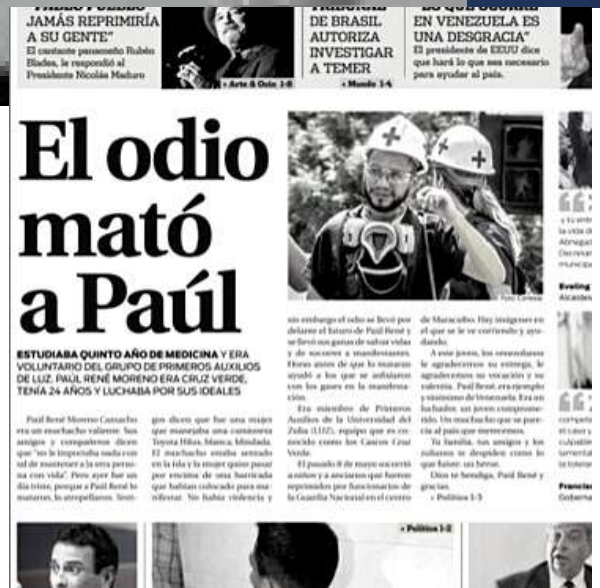 JAMÁS REPRIMIRÍA
A SU GENTE"
El cantante panameño Rubén
Blades, le respondió al
Presidente Nicolás Maduro
» Arte & Ocio 1-8
DE BRASIL
AUTORIZA
INVESTIGAR
A TEMER
» Mundo 1-4
EN VENEZUELA ES
UNA DESGRACIA"
El presidente de EEUU dice
que hará lo que sea necesario
para ayudar al país.
El odio
mató
a Paúl
ESTUDIABA QUINTO AÑO DE MEDICINA Y ERA
VOLUNTARIO DEL GRUPO DE PRIMEROS AUXILIOS
DE LUZ. PAÚL RENÉ MORENO ERA CRUZ VERDE,
TENÍA 24 AÑOS Y LUCHABA POR SUS IDEALES
Paúl René Moreno Camacho
era un muchacho valiente. Sus
amigos y compañeros dicen
que "no le importaba nada con
tal de mantener a la otra perso-
na con vida". Pero ayer fue un
día triste, porque a Paúl René lo
mataron, lo atropellaron.
gos dicen que fue una mujer
que manejaba una camioneta
Toyota Hilux, blanca, blindada.
El muchacho estaba sentado
en la isla y la mujer quiso pasar
por encima de una barricada
que habían colocado para ma-
nifestar. No había violencia y
Foto: Cortesía
sin embargo el odio se llevó por
delante el futuro de Paúl René y
se llevó sus ganas de salvar vidas
y de socorrer a manifestantes.
Horas antes de que lo mataran
ayudó a los que se asfixiaron
con los gases en la manifesta-
ción.
Era miembro de Primeros
Auxilios de la Universidad del
Zulia (LUZ), equipo que es co-
nocido como los Cascos Cruz
Verde.
El pasado 8 de mayo socorrió
a niños y a ancianos que fueron
reprimidos por funcionarios de
la Guardia Nacional en el centro
de Maracaibo. Hay imágenes en
el que se le ve corriendo y ayu-
dando.
A este joven, los venezolanos
le agradecemos su entrega, le
agradecemos su vocación y su
valentía. Paúl René, era ejemplo
y sinónimo de Venezuela. Era un
luchador, un joven comprome-
tido. Un muchacho que se pare-
cía al país que merecemos.
Tu familia, tus amigos y los
zulianos te despiden como lo
que fuiste: un héroe.
Dios te bendiga, Paúl René y
gracias.
» Política 1-3
la vida d
Eveling
Alcaldes
Francis
Goberna
» Política 1-2